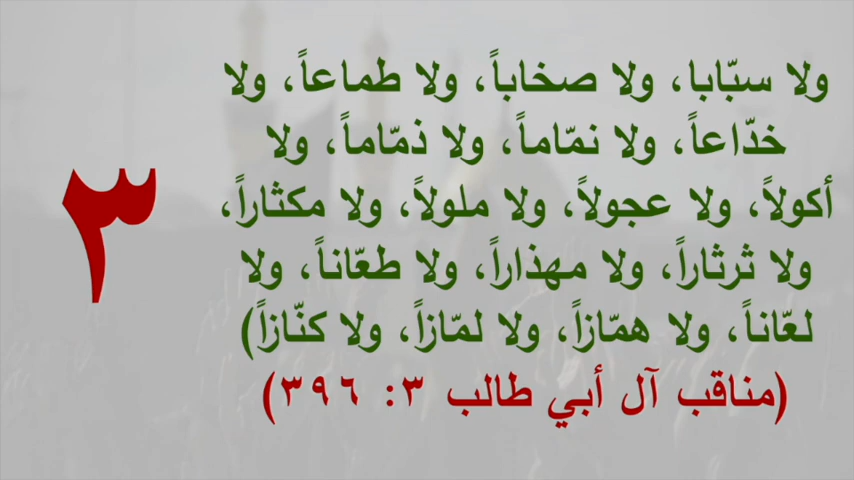 ولا سبّابا، ولا صخاباً، ولا طماعاً، ولا
خدّاعاً، ولا نمّاماً، ولا ذمّاماً، ولا
أكولاً، ولا عجولاً، ولا ملولاً، ولا مكثاراً،
ولا ثرثاراً، ولا مهذاراً، ولا طعّاناً، ولا
لعّاناً، ولا همّازاً، ولا لمّازاً، ولا كنّازاً)
(مناقب آل أبي طالب ٣: ٣٩٦)
٣